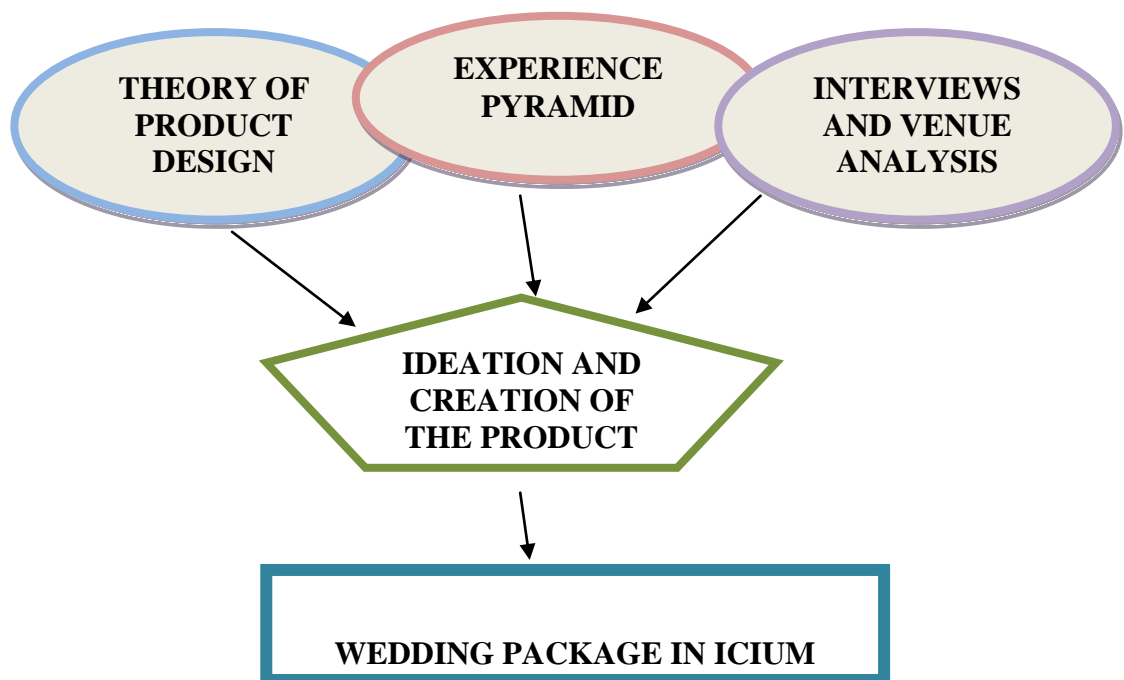 THEORY OF
PRODUCT
DESIGN
EXPERIENCE
PYRAMID
INTERVIEWS
AND VENUE
ANALYSIS
IDEATION AND
CREATION OF
THE PRODUCT
WEDDING PACKAGE IN ICIUM